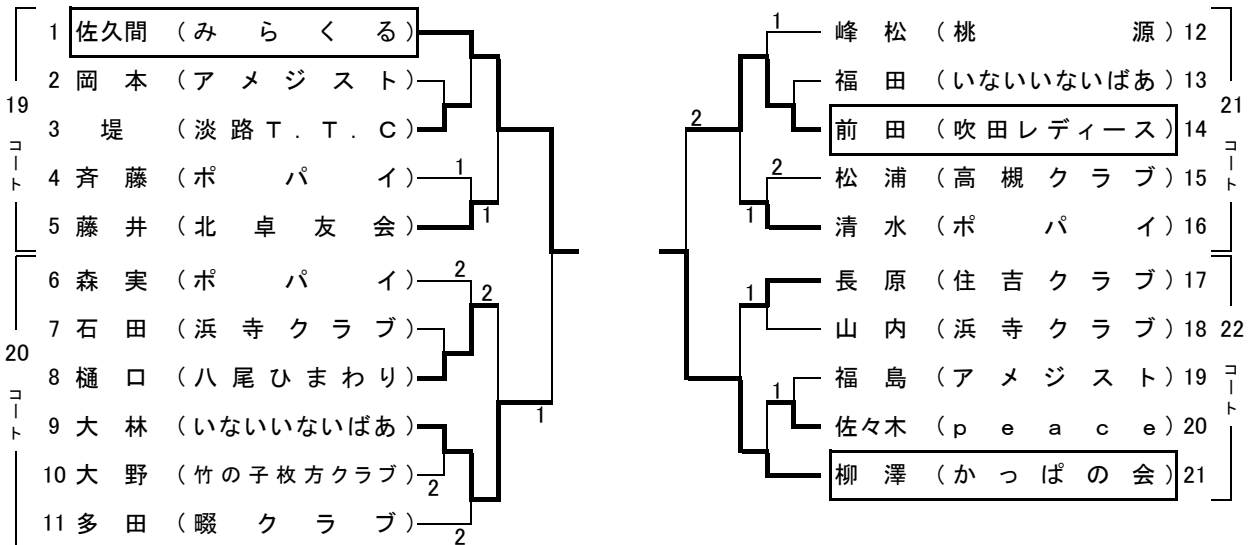 19コート
1 佐久間 (みらくる)
2 岡本 (アメジスト)
3 堤 (淡路T.T.C)
4 斉藤 (ポパイ) 1
5 藤井 (北卓友会) 1
20コート
6 森実 (ポパイ) 2
2
7 石田 (浜寺クラブ)
8 樋口 (八尾ひまわり)
1
9 大林 (いないいないばあ)
10 大野 (竹の子枚方クラブ) 2
11 多田 (畷クラブ) 2
21コート
1 峰松 (桃源) 12
福田 (いないいないばあ) 13
2
前田 (吹田レディース) 14
2 松浦 (高槻クラブ) 15
1 清水 (ポパイ) 16
22コート
1 長原 (住吉クラブ) 17
山内 (浜寺クラブ) 18
福島 (アメジスト) 19
1 佐々木 (peace) 20
柳澤 (かっぱの会) 21